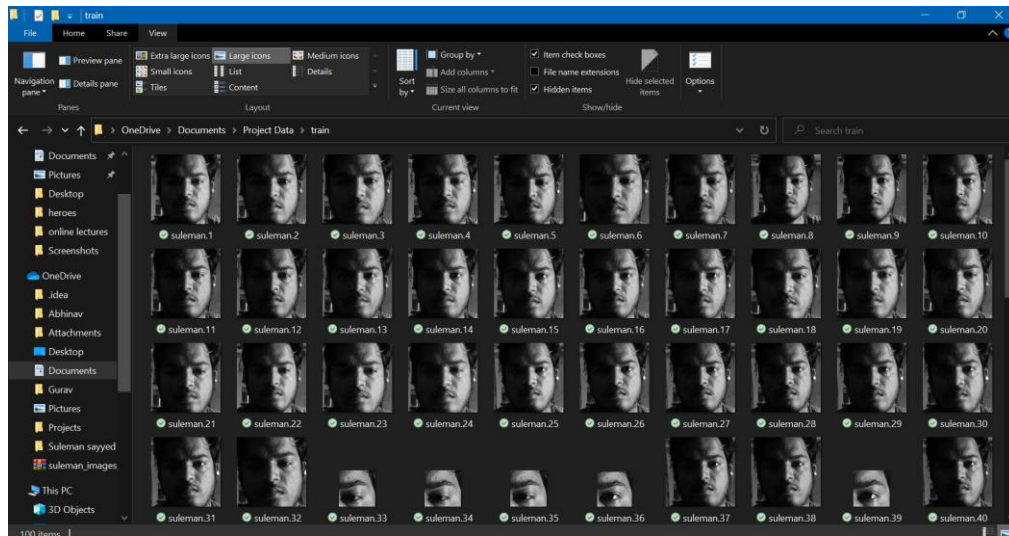 train
File Home Share View
Preview pane
Navigation pane
Details pane
Panes
Extra large icons Large icons Medium icons
Small icons List Details
Tiles Content
Layout
Sort by
Group by
Add columns
Size all columns to fit
Current view
Item check boxes
File name extensions
Hidden items
Hide selected items
Show/hide
Options
OneDrive > Documents > Project Data > train
Search train
Documents
Pictures
Desktop
heroes
online lectures
Screenshots
OneDrive
.idea
Abhinav
Attachments
Desktop
Documents
Gurav
Pictures
Projects
Suleman sayyed
suleman_images
This PC
3D Objects
suleman.1 suleman.2 suleman.3 suleman.4 suleman.5 suleman.6 suleman.7 suleman.8 suleman.9 suleman.10
suleman.11 suleman.12 suleman.13 suleman.14 suleman.15 suleman.16 suleman.17 suleman.18 suleman.19 suleman.20
suleman.21 suleman.22 suleman.23 suleman.24 suleman.25 suleman.26 suleman.27 suleman.28 suleman.29 suleman.30
suleman.31 suleman.32 suleman.33 suleman.34 suleman.35 suleman.36 suleman.37 suleman.38 suleman.39 suleman.40
100 items